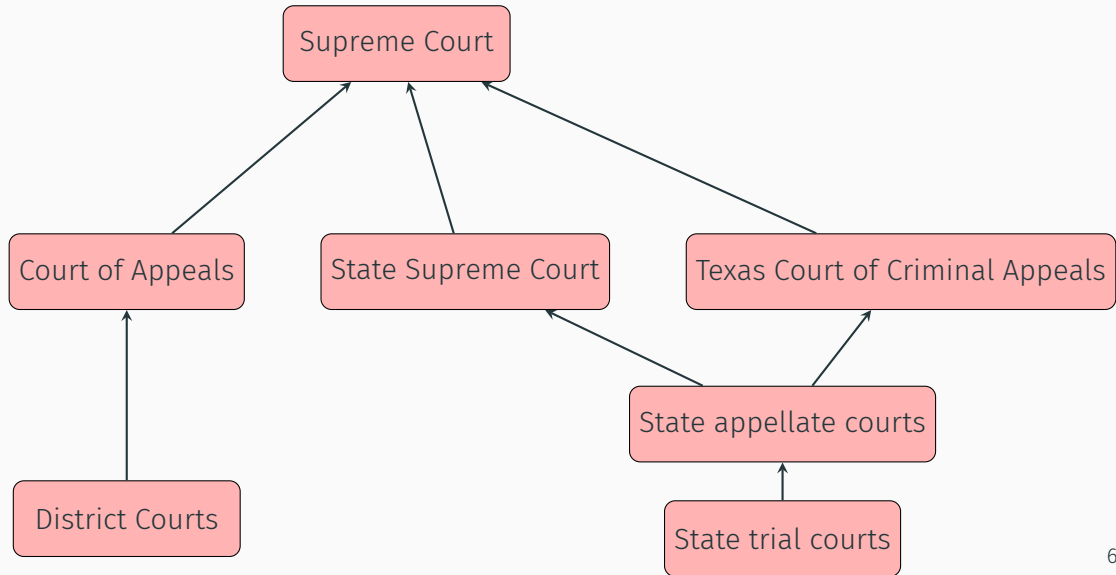 Supreme Court
Court of Appeals
State Supreme Court
Texas Court of Criminal Appeals
State appellate courts
District Courts
State trial courts
6